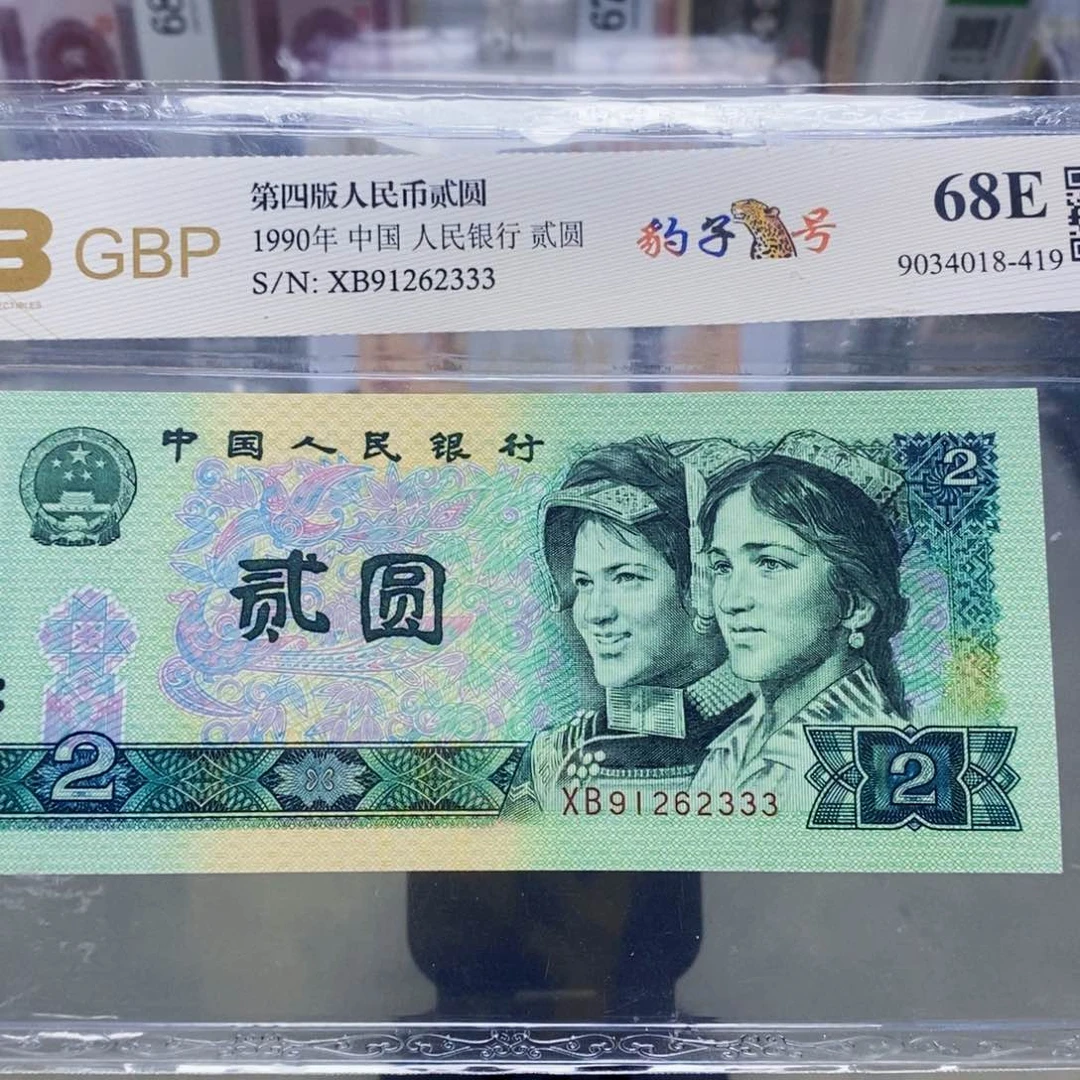 68
67
B GBP
第四版人民币贰圆
1990年 中国 人民银行 贰圆
S/N: XB91262333
豹子号
68E
9034018-419
中国人民银行
贰圆
2
2
2
XB91262333